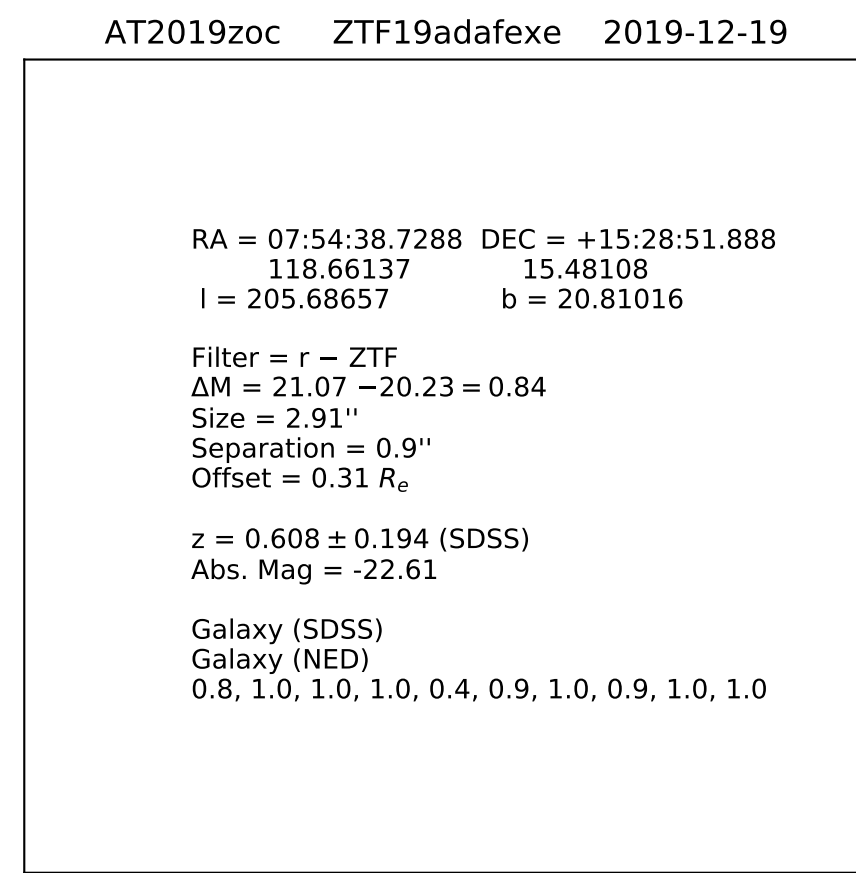 AT2019zoc ZTF19adafexe 2019-12-19
RA = 07:54:38.7288 DEC = +15:28:51.888
118.66137 15.48108
l = 205.68657 b = 20.81016
Filter = r − ZTF
ΔM = 21.07 −20.23 = 0.84
Size = 2.91''
Separation = 0.9''
Offset = 0.31 Re
z = 0.608 ± 0.194 (SDSS)
Abs. Mag = -22.61
Galaxy (SDSS)
Galaxy (NED)
0.8, 1.0, 1.0, 1.0, 0.4, 0.9, 1.0, 0.9, 1.0, 1.0